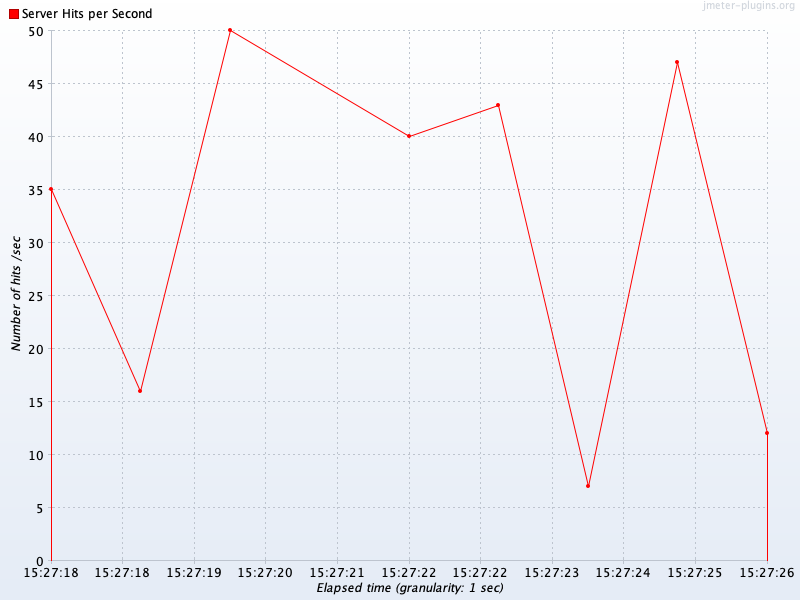 jmeter-plugins.org
Server Hits per Second
50
45
40
35
30
25
20
15
10
5
0
Number of hits /sec
15:27:18 15:27:18 15:27:19 15:27:20 15:27:21 15:27:22 15:27:22 15:27:23 15:27:24 15:27:25 15:27:26
Elapsed time (granularity: 1 sec)